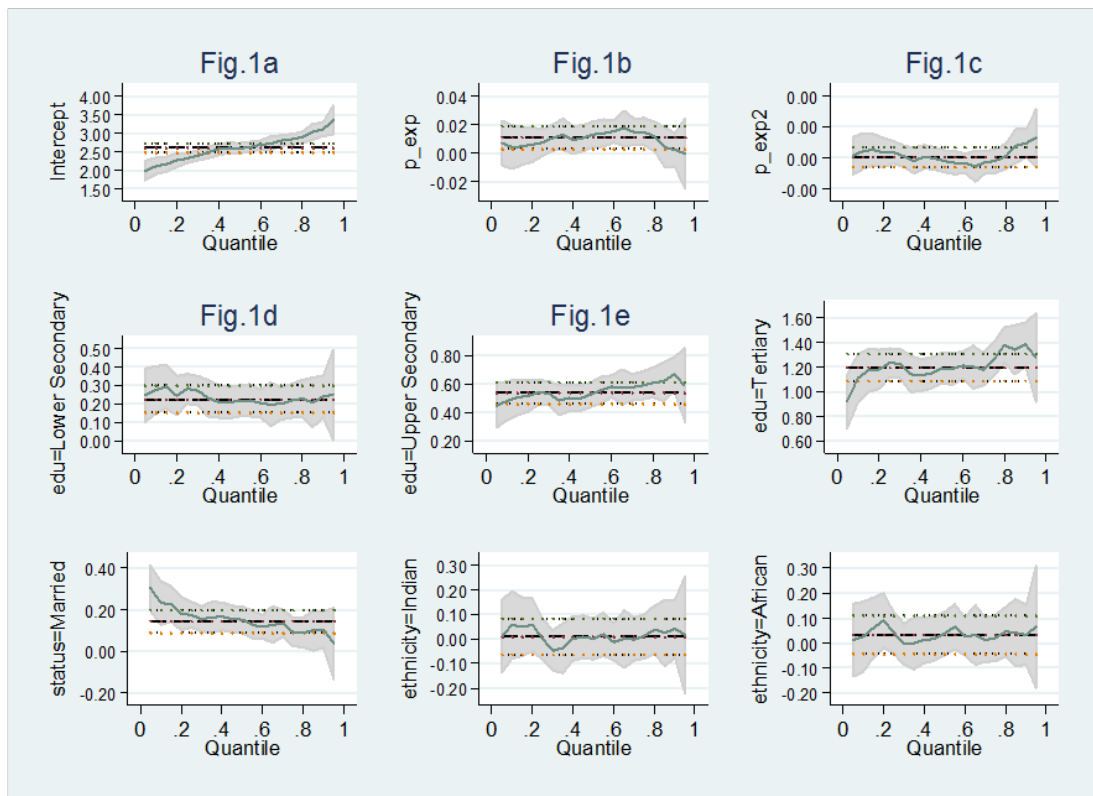 Fig.1a
Intercept
4.00
3.50
3.00
2.50
2.00
1.50
0 .2 .4 .6 .8 1
Quantile
Fig.1b
p_exp
0.04
0.02
0.00
-0.02
0 .2 .4 .6 .8 1
Quantile
Fig.1c
p_exp2
0.00
0.00
0.00
-0.00
0 .2 .4 .6 .8 1
Quantile
Fig.1d
edu=Lower Secondary
0.50
0.40
0.30
0.20
0.10
0.00
0 .2 .4 .6 .8 1
Quantile
Fig.1e
edu=Upper Secondary
0.80
0.60
0.40
0.20
0 .2 .4 .6 .8 1
Quantile
edu=Tertiary
1.60
1.40
1.20
1.00
0.80
0.60
0 .2 .4 .6 .8 1
Quantile
status=Married
0.40
0.20
0.00
-0.20
0 .2 .4 .6 .8 1
Quantile
ethnicity=Indian
0.30
0.20
0.10
0.00
-0.10
-0.20
0 .2 .4 .6 .8 1
Quantile
ethnicity=African
0.30
0.20
0.10
0.00
-0.10
-0.20
0 .2 .4 .6 .8 1
Quantile